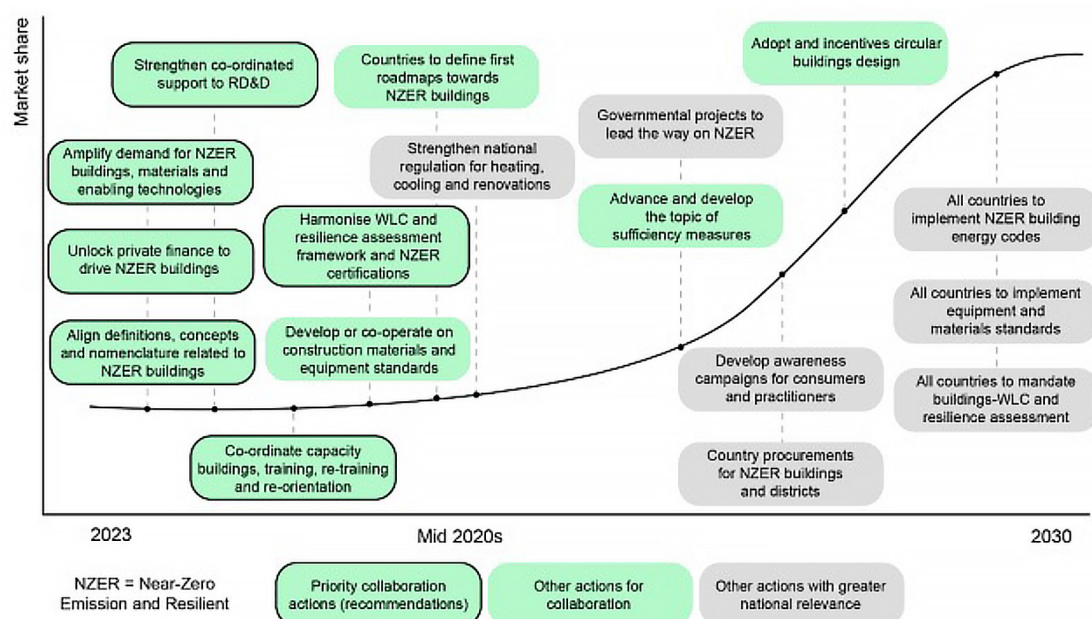 Market share
Strengthen co-ordinated
support to RD&D
Countries to define first
roadmaps towards
NZER buildings
Adopt and incentives circular
buildings design
Amplify demand for NZER
buildings, materials and
enabling technologies
Strengthen national
regulation for heating,
cooling and renovations
Governmental projects to
lead the way on NZER
Unlock private finance to
drive NZER buildings
Harmonise WLC and
resilience assessment
framework and NZER
certifications
Advance and develop
the topic of
sufficiency measures
All countries to
implement NZER building
energy codes
Align definitions, concepts
and nomenclature related to
NZER buildings
Develop or co-operate on
construction materials and
equipment standards
All countries to implement
equipment and
materials standards
Develop awareness
campaigns for consumers
and practitioners
All countries to mandate
buildings-WLC and
resilience assessment
Co-ordinate capacity
buildings, training, re-training
and re-orientation
Country procurements
for NZER buildings
and districts
2023
Mid 2020s
2030
NZER = Near-Zero
Emission and Resilient
Priority collaboration
actions (recommendations)
Other actions for
collaboration
Other actions with greater
national relevance